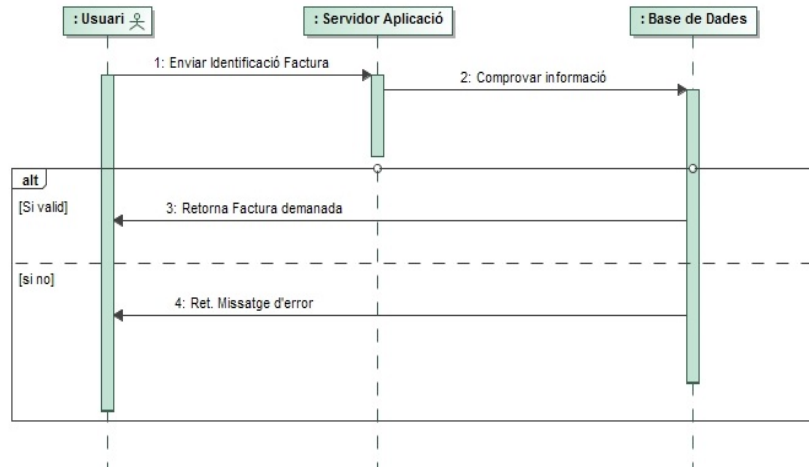 : Usuari
: Servidor Aplicació
: Base de Dades
1: Enviar Identificació Factura
2: Comprovar informació
alt
[Si valid]
3: Retorna Factura demanada
[si no]
4: Ret. Missatge d'error